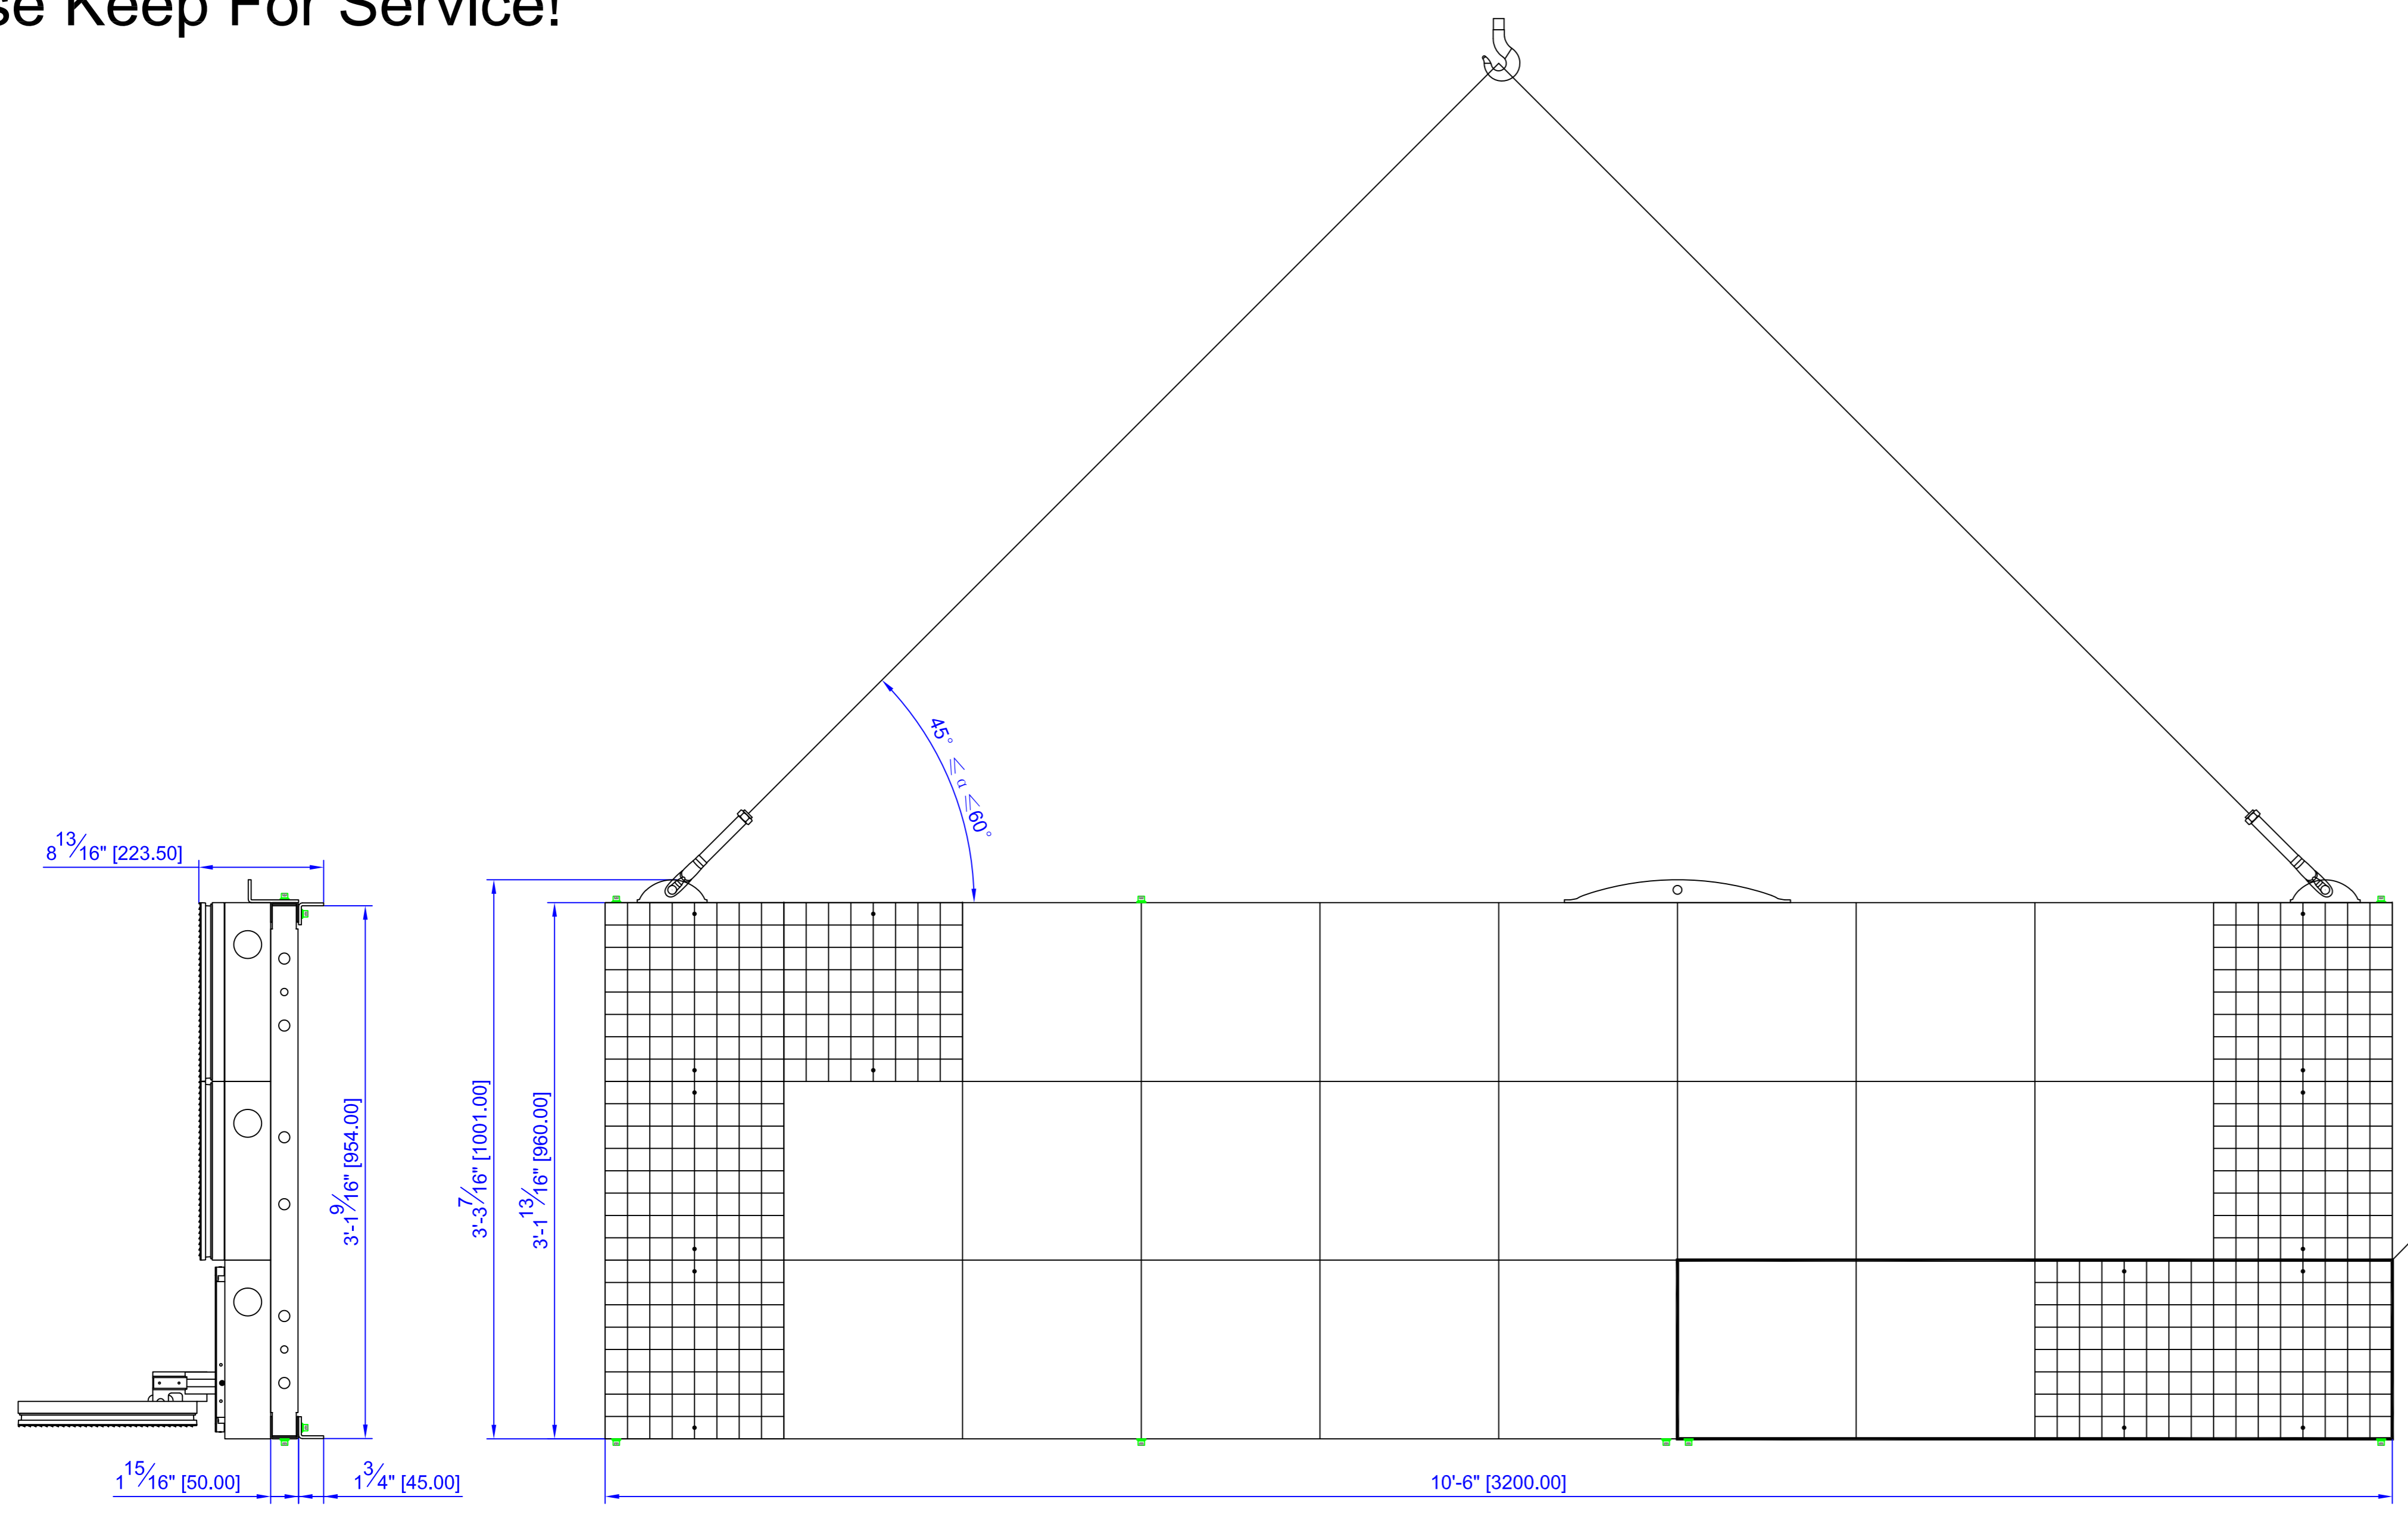 se Keep For Service!
45° ≤ α ≤60°
8 13/16" [223.50]
3'-1 9/16" [954.00]
3'-3 7/16" [1001.00]
3'-1 13/16" [960.00]
1 15/16" [50.00]
1 3/4" [45.00]
10'-6" [3200.00]